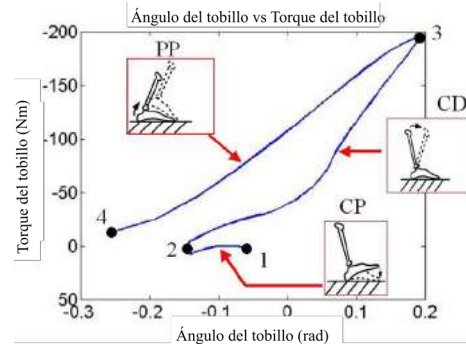 Ángulo del tobillo vs Torque del tobillo
-200
-150
-100
-50
0
50
Torque del tobillo (Nm)
PP
3
CD
4
2
1
CP
-0.3
-0.2
-0.1
0
0.1
0.2
Ángulo del tobillo (rad)